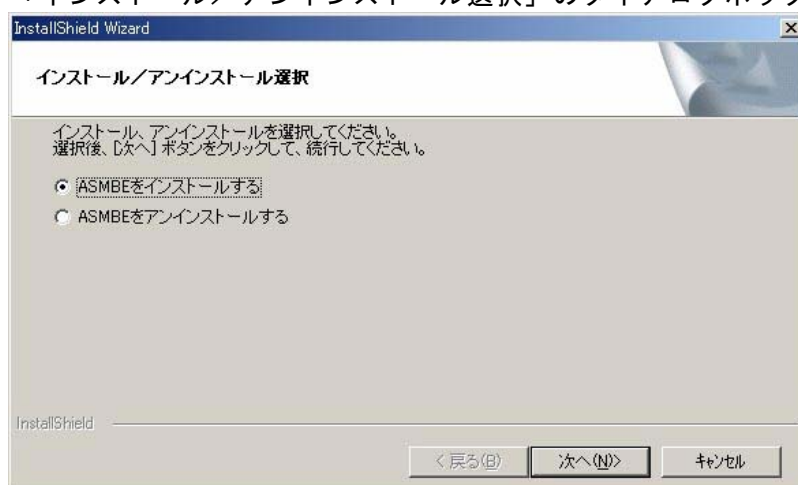 「インストール／アンインストール選択」のダイアログボック
InstallShield Wizard
インストール／アンインストール選択
インストール、アンインストールを選択してください。
選択後、[次へ] ボタンをクリックして、続行してください。
ASMBEをインストールする
ASMBEをアンインストールする
InstallShield
< 戻る(B)
次へ(N)>
キャンセル